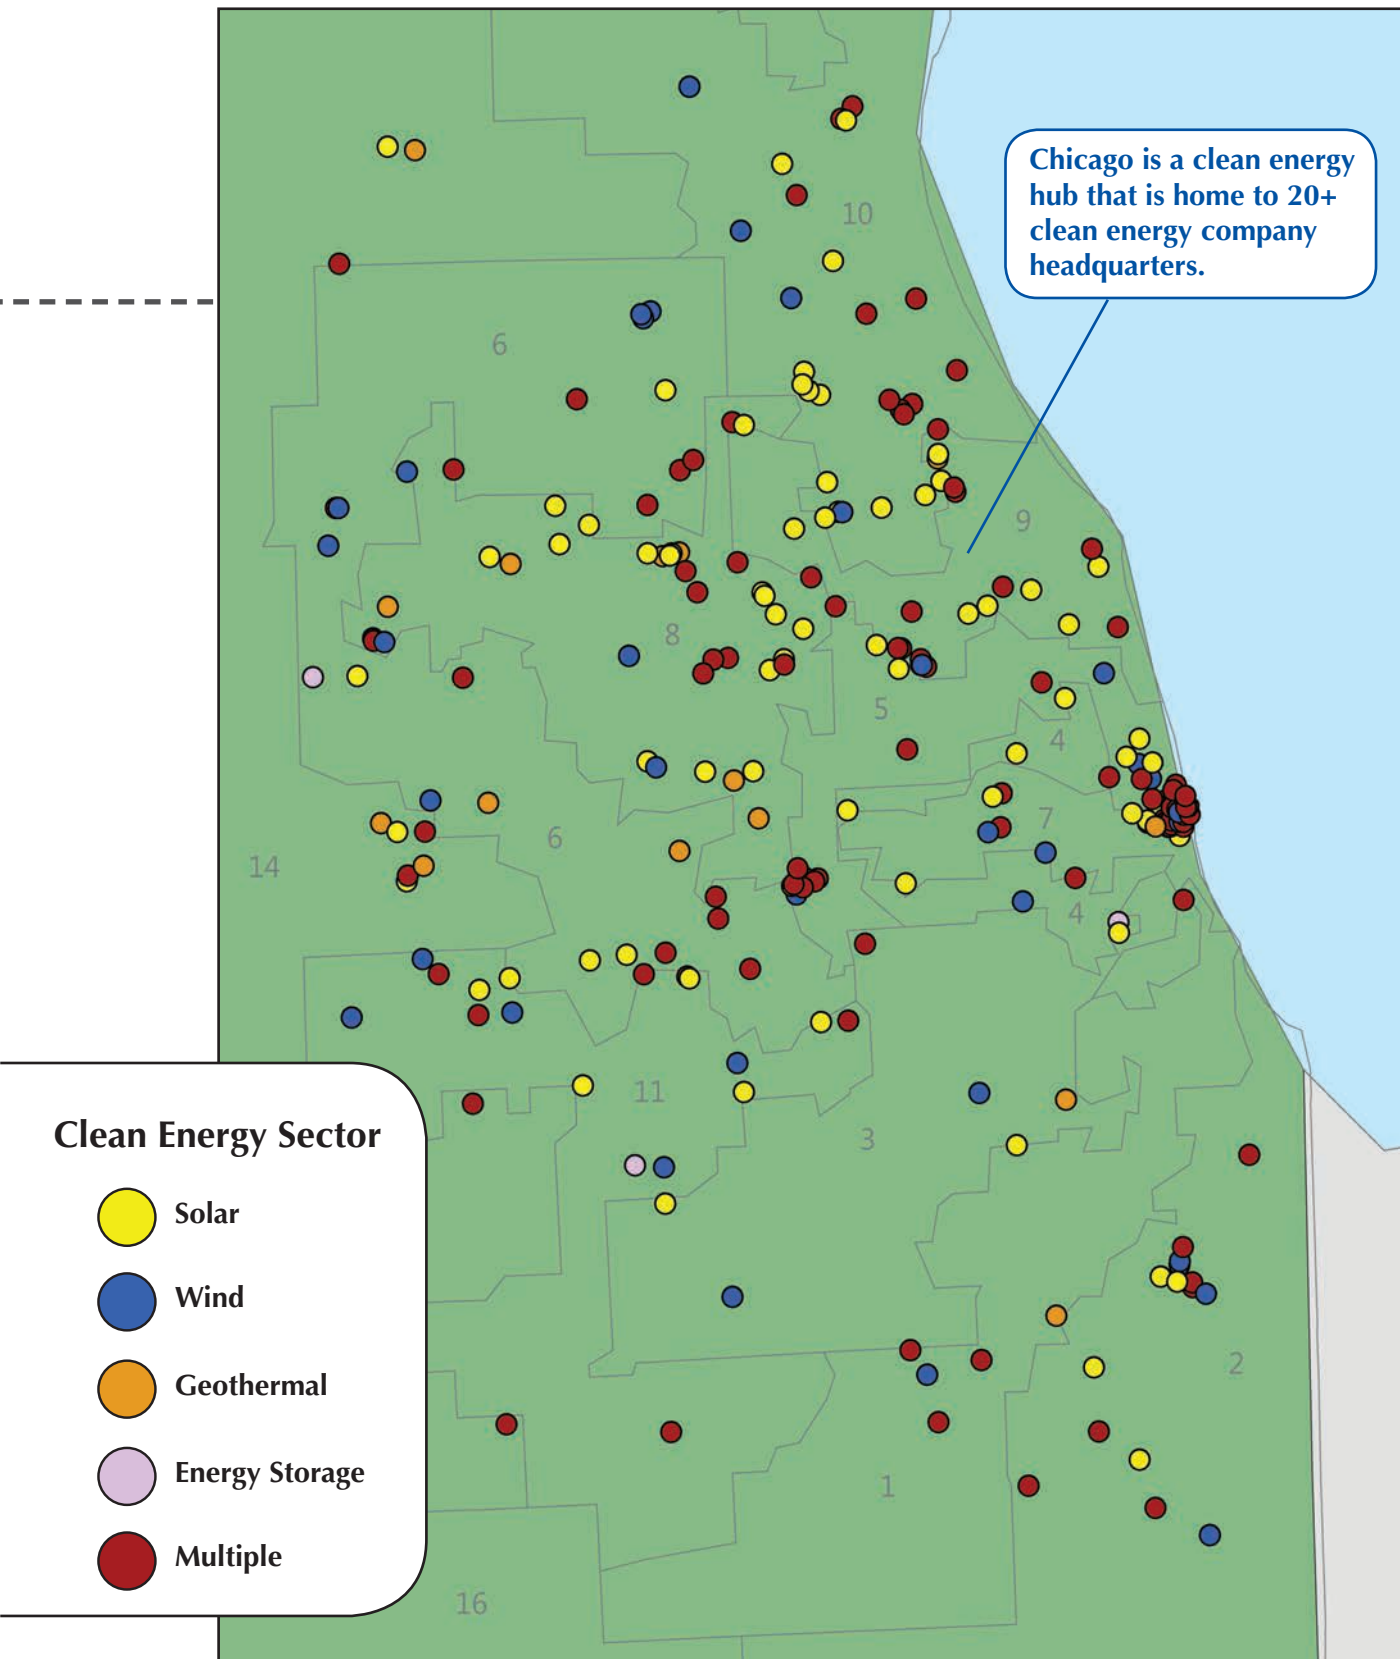 Chicago is a clean energy
hub that is home to 20+
clean energy company
headquarters.
10
6
9
8
5
4
7
6
14
4
11
3
2
1
16
Clean Energy Sector
Solar
Wind
Geothermal
Energy Storage
Multiple